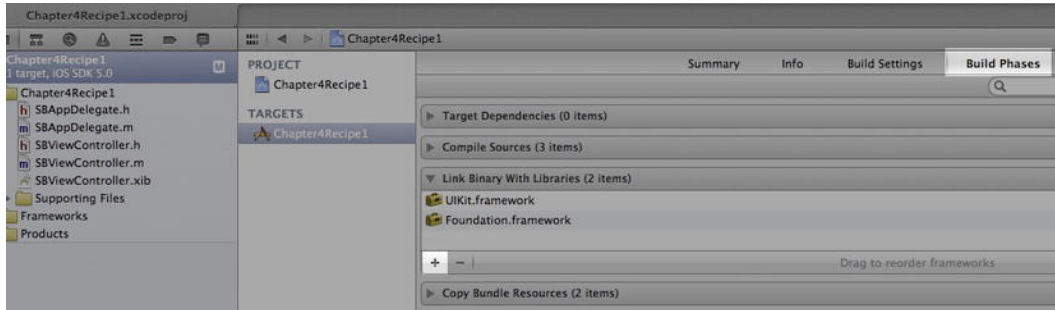 Chapter4Recipe1.xcodeproj
Chapter4Recipe1
Chapter4Recipe1
1 target, iOS SDK 5.0
M
Chapter4Recipe1
h SBAppDelegate.h
m SBAppDelegate.m
h SBViewController.h
m SBViewController.m
SBViewController.xib
Supporting Files
Frameworks
Products
PROJECT
Chapter4Recipe1
TARGETS
Chapter4Recipe1
Summary Info Build Settings Build Phases
Target Dependencies (0 items)
Compile Sources (3 items)
Link Binary With Libraries (2 items)
UIKit.framework
Foundation.framework
+ −
Drag to reorder frameworks
Copy Bundle Resources (2 items)